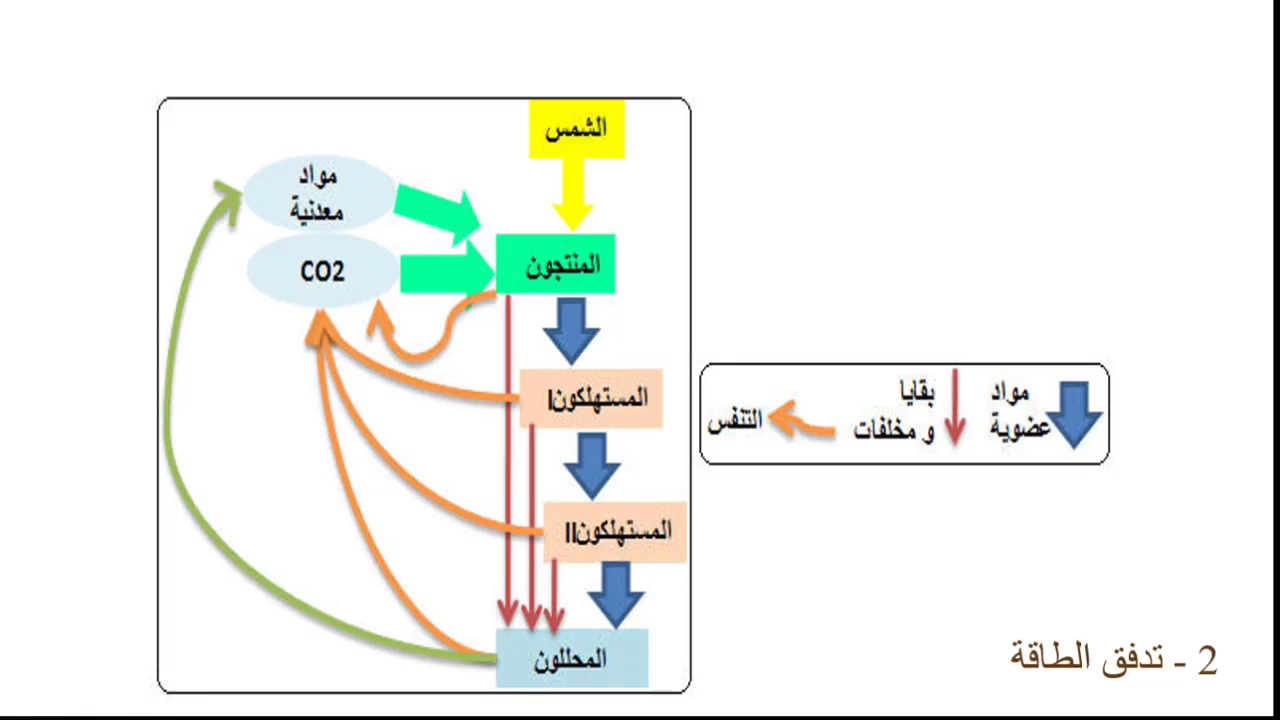 الشمس
مواد
معدنية
CO2
المنتجون
المستهلكونI
المستهلكونII
المحللون
مواد
عضوية
بقايا
و مخلفات
التنفس
2 - تدفق الطاقة